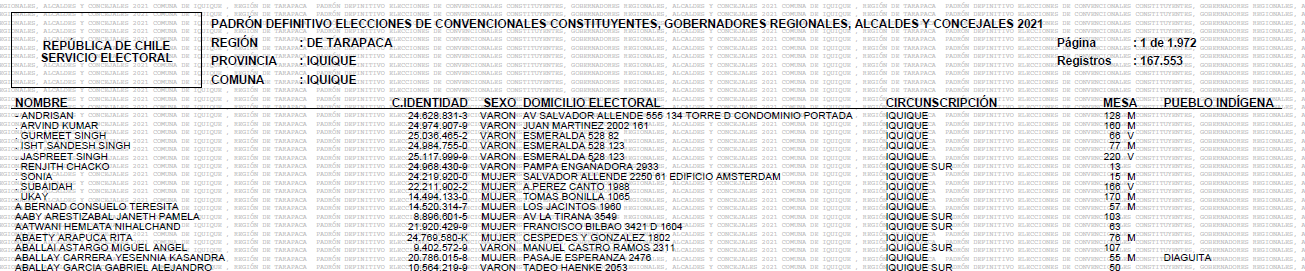 PADRÓN DEFINITIVO ELECCIONES DE CONVENCIONALES CONSTITUYENTES, GOBERNADORES REGIONALES, ALCALDES Y CONCEJALES 2021
REPÚBLICA DE CHILE
SERVICIO ELECTORAL
REGIÓN : DE TARAPACA
PROVINCIA : IQUIQUE
COMUNA : IQUIQUE
Página : 1 de 1.972
Registros : 167.553
NOMBRE C.IDENTIDAD SEXO DOMICILIO ELECTORAL CIRCUNSCRIPCIÓN MESA PUEBLO INDÍGENA
- ANDRISAN 24.628.831-3 VARON AV SALVADOR ALLENDE 555 134 TORRE D CONDOMINIO PORTADA IQUIQUE 128 M
. ARVIND KUMAR 24.974.907-9 VARON JUAN MARTINEZ 2002 161 IQUIQUE 160 M
. GURMEET SINGH 25.036.465-2 VARON ESMERALDA 528 82 IQUIQUE 66 V
. ISHT SANDESH SINGH 24.984.755-0 VARON ESMERALDA 528 123 IQUIQUE 77 M
. JASPREET SINGH 25.117.999-9 VARON ESMERALDA 528 123 IQUIQUE 220 V
. RENJITH CHACKO 24.968.430-9 VARON PAMPA ENGAÑADORA 2933 IQUIQUE SUR 13
. SONIA 24.219.920-0 MUJER SALVADOR ALLENDE 2250 61 EDIFICIO AMSTERDAM IQUIQUE 15 M
. SUBAIDAH 22.211.902-2 MUJER A.PEREZ CANTO 1988 IQUIQUE 166 V
. UKAY 14.494.133-0 MUJER TOMAS BONILLA 1065 IQUIQUE 170 M
A BERNAD CONSUELO TERESITA 14.520.314-7 MUJER LOS JACINTOS 1960 IQUIQUE 57 M
AABY ARESTIZABAL JANETH PAMELA 8.896.601-5 MUJER AV LA TIRANA 3549 IQUIQUE SUR 103
AATWANI HEMLATA NIHALCHAND 21.920.429-9 MUJER FRANCISCO BILBAO 3421 D 1604 IQUIQUE SUR 63
ABAETY ARAPUCA RITA 24.769.580-K MUJER CESPEDES Y GONZALEZ 1802 IQUIQUE 76 M
ABALLAI ASTARGO MIGUEL ANGEL 9.402.572-9 VARON MANUEL CASTRO RAMOS 2311 IQUIQUE SUR 107
ABALLAY CARRERA YESENNIA KASANDRA 20.786.015-8 MUJER PASAJE ESPERANZA 2476 IQUIQUE 55 M DIAGUITA
ABALLAY GARCIA GABRIEL ALEJANDRO 10.564.219-9 VARON TADEO HAENKE 2053 IQUIQUE SUR 50